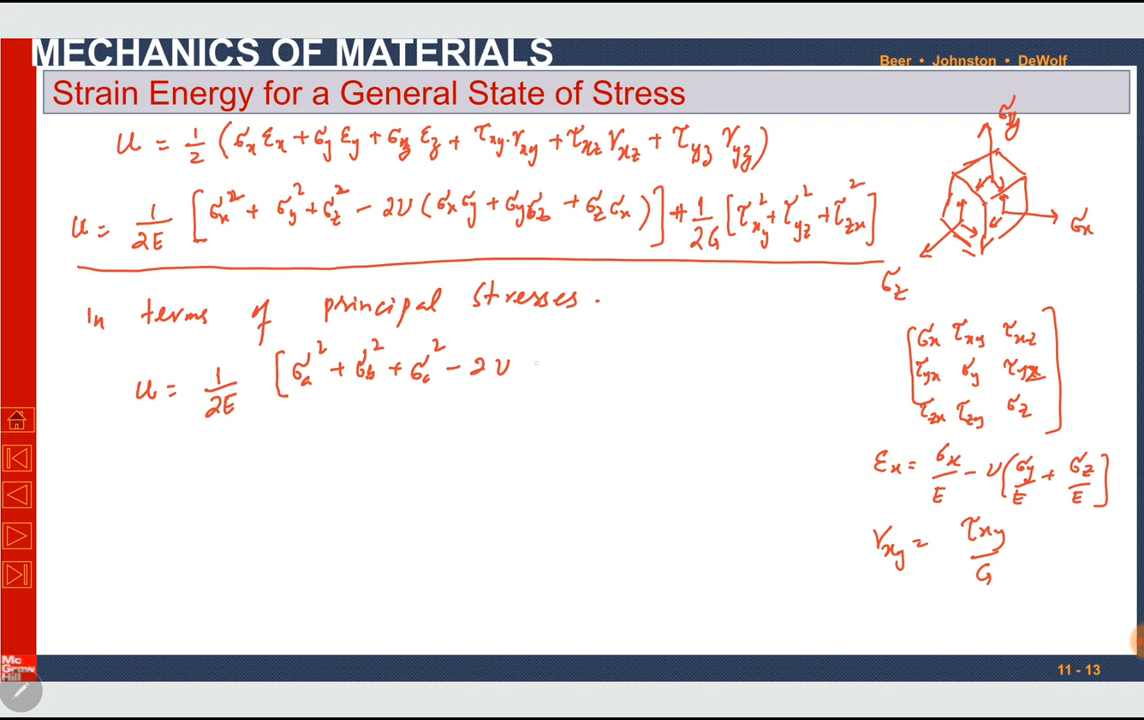 MECHANICS OF MATERIALS
Beer • Johnston • DeWolf
Strain Energy for a General State of Stress
u = 1/2 (σx εx + σy εy + σz εz + τxy·γxy + τxz γxz + τyz γyz)
u = 1/2E [σx² + σy² + σz² - 2ν (σxσy + σyσz + σzσx)] + 1/2G [τxy² + τyz² + τzx²]
In terms of principal stresses.
u = 1/2E [σa² + σb² + σc² - 2ν
σy
σx
σz
[σx τxy τxz
τyx σy τyz
τzx τzy σz]
εx = σx/E - ν(σy/E + σz/E]
γxy = τxy/G
Mc
Graw
Hill
11 - 13